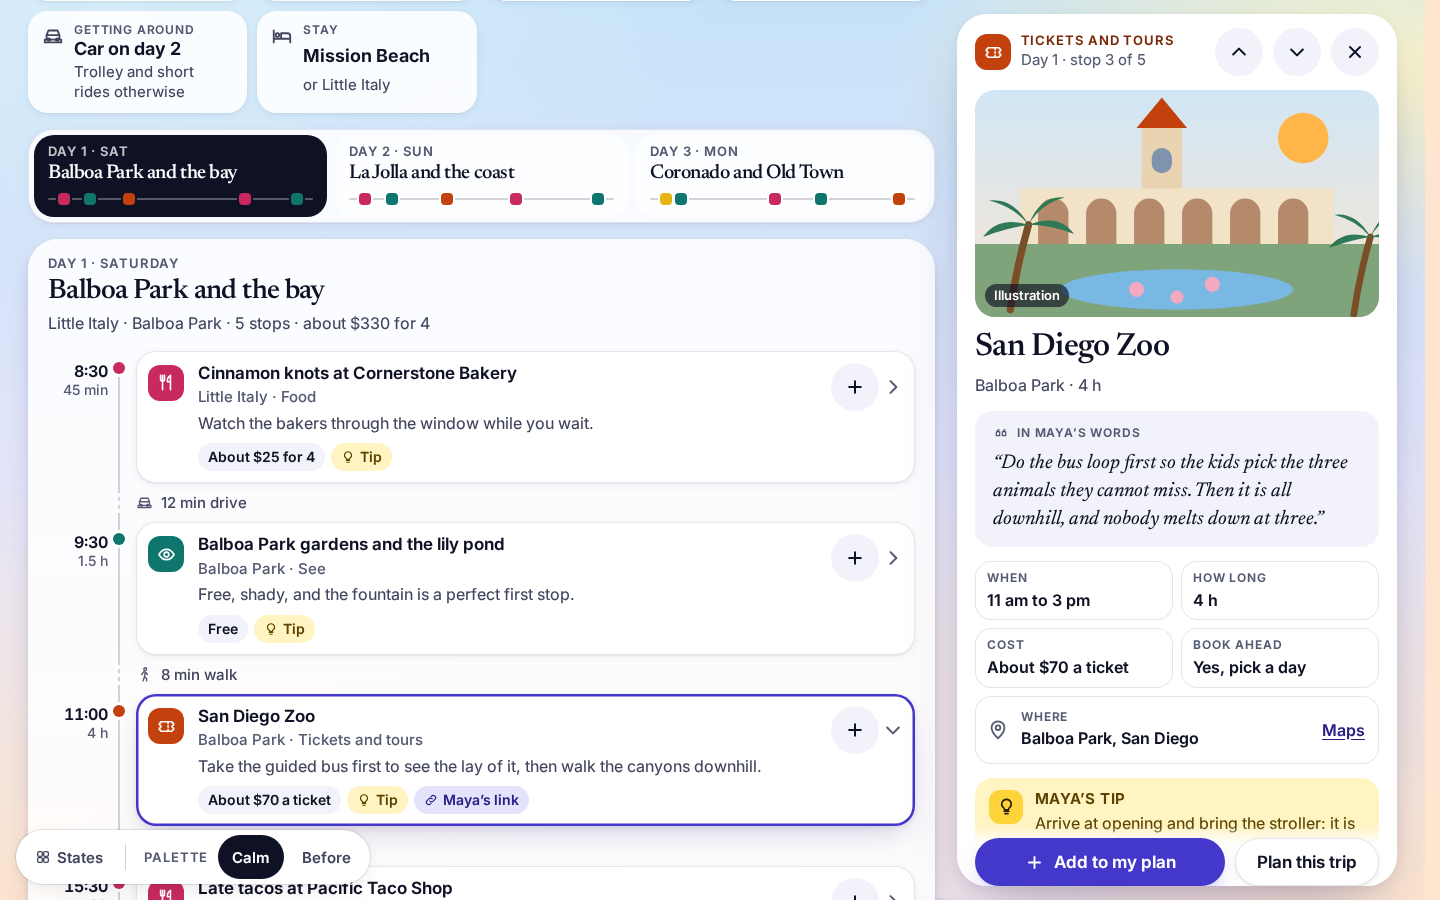 GETTING AROUND
Car on day 2
Trolley and short
rides otherwise
STAY
Mission Beach
or Little Italy
DAY 1 · SAT
Balboa Park and the bay
DAY 2 · SUN
La Jolla and the coast
DAY 3 · MON
Coronado and Old Town
DAY 1 · SATURDAY
Balboa Park and the bay
Little Italy · Balboa Park · 5 stops · about $330 for 4
8:30
45 min
Cinnamon knots at Cornerstone Bakery
Little Italy · Food
Watch the bakers through the window while you wait.
About $25 for 4
Tip
12 min drive
9:30
1.5 h
Balboa Park gardens and the lily pond
Balboa Park · See
Free, shady, and the fountain is a perfect first stop.
Free
Tip
8 min walk
11:00
4 h
San Diego Zoo
Balboa Park · Tickets and tours
Take the guided bus first to see the lay of it, then walk the canyons downhill.
About $70 a ticket
Tip
Maya’s link
15:30
Late tacos at Pacific Taco Shop
States
PALETTE
Calm
Before
TICKETS AND TOURS
Day 1 · stop 3 of 5
Illustration
San Diego Zoo
Balboa Park · 4 h
IN MAYA’S WORDS
“Do the bus loop first so the kids pick the three
animals they cannot miss. Then it is all
downhill, and nobody melts down at three.”
WHEN
11 am to 3 pm
HOW LONG
4 h
COST
About $70 a ticket
BOOK AHEAD
Yes, pick a day
WHERE
Balboa Park, San Diego
Maps
MAYA’S TIP
Arrive at opening and bring the stroller: it is
Add to my plan
Plan this trip